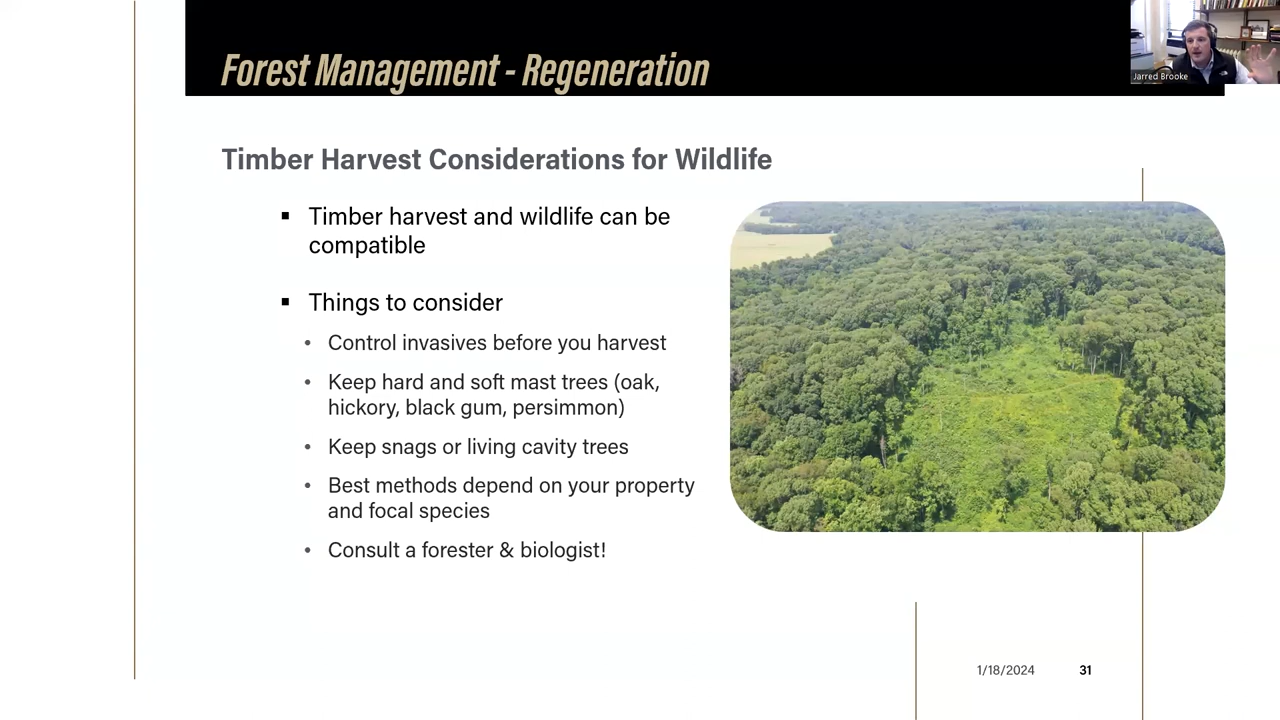 Forest Management - Regeneration
Jarred Brooke
Timber Harvest Considerations for Wildlife
▪ Timber harvest and wildlife can be
compatible
▪ Things to consider
• Control invasives before you harvest
• Keep hard and soft mast trees (oak,
hickory, black gum, persimmon)
• Keep snags or living cavity trees
• Best methods depend on your property
and focal species
• Consult a forester & biologist!
1/18/2024 31